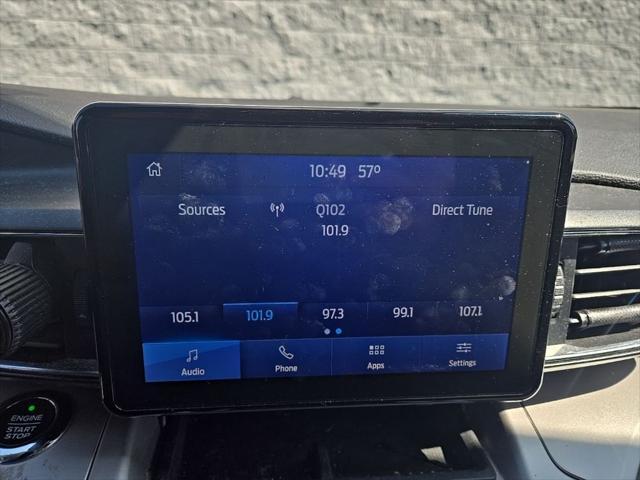 10:49 57°
Sources Q102 Direct Tune
101.9
105.1 101.9 97.3 99.1 107.1
Audio Phone Apps Settings
ENGINE
START
STOP